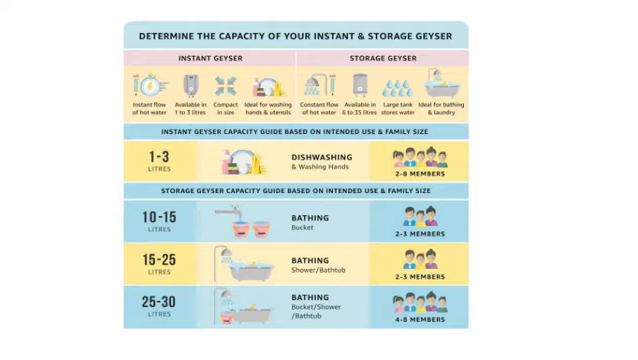 DETERMINE THE CAPACITY OF YOUR INSTANT & STORAGE GEYSER
INSTANT GEYSER
STORAGE GEYSER
Instant flow
of hot water
Available in
1 to 3 litres
Compact
in size
Ideal for washing
hands & utensils
Constant flow
of hot water
Available in
6 to 35 litres
Large tank
stores water
Ideal for bathing
& laundry
INSTANT GEYSER CAPACITY GUIDE BASED ON INTENDED USE & FAMILY SIZE
1-3
LITRES
DISHWASHING
& Washing Hands
2-8 MEMBERS
STORAGE GEYSER CAPACITY GUIDE BASED ON INTENDED USE & FAMILY SIZE
10-15
LITRES
BATHING
Bucket
2-3 MEMBERS
15-25
LITRES
BATHING
Shower/Bathtub
2-3 MEMBERS
25-30
LITRES
BATHING
Bucket/Shower
/Bathtub
4-8 MEMBERS